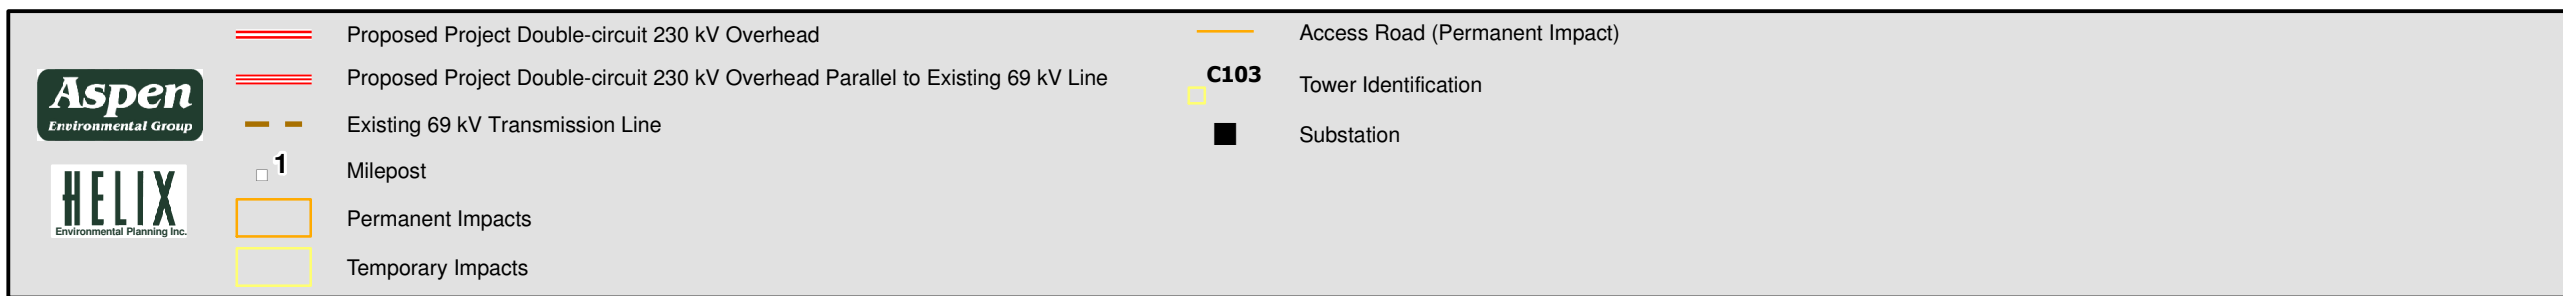 Aspen
Environmental Group
HELIX
Environmental Planning Inc.
Proposed Project Double-circuit 230 kV Overhead
Proposed Project Double-circuit 230 kV Overhead Parallel to Existing 69 kV Line
Existing 69 kV Transmission Line
1 Milepost
Permanent Impacts
Temporary Impacts
Access Road (Permanent Impact)
C103 Tower Identification
Substation